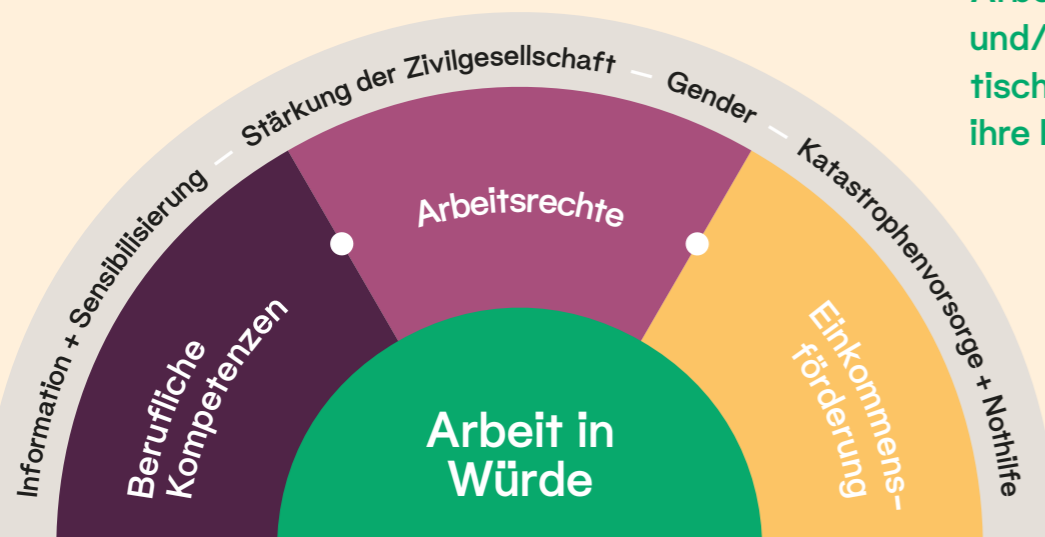 Information + Sensibilisierung — Stärkung der Zivilgesellschaft — Gender — Katastrophenvorsorge + Nothilfe
Arbeitsrechte
Berufliche
Kompetenzen
Einkommens-
förderung
Arbeit in
Würde
und/
tisch
ihre